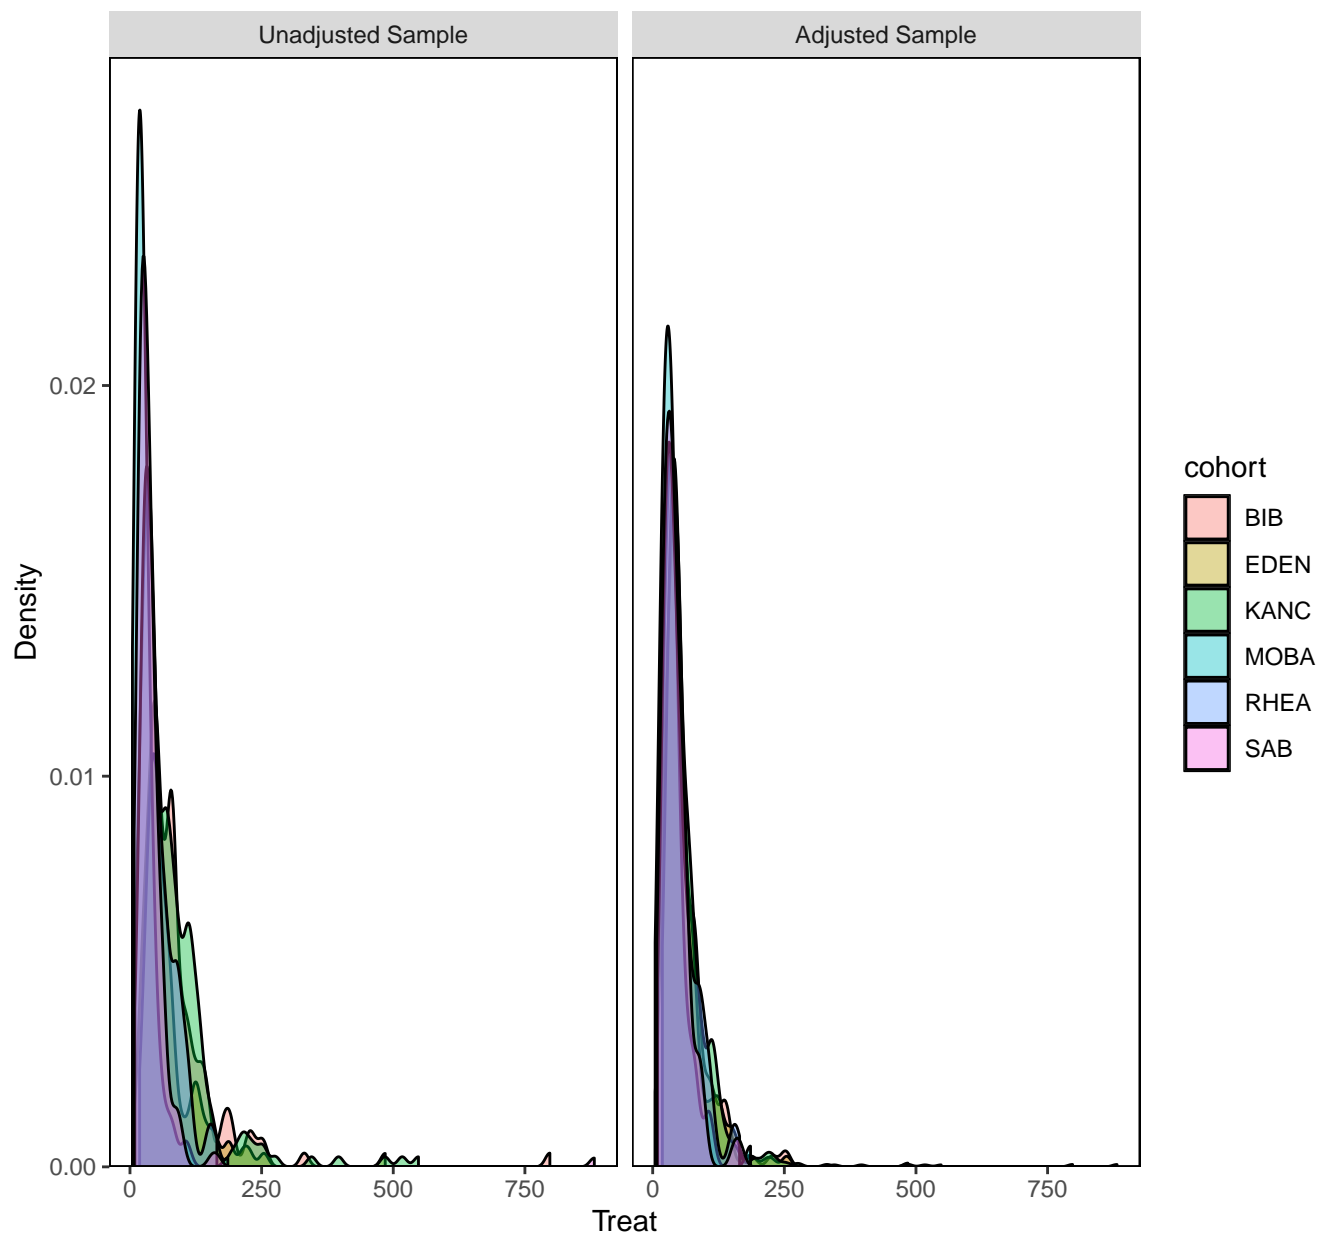 Unadjusted Sample
Adjusted Sample
0.02
0.01
0.00
Density
0 250 500 750
0 250 500 750
Treat
cohort
BIB
EDEN
KANC
MOBA
RHEA
SAB